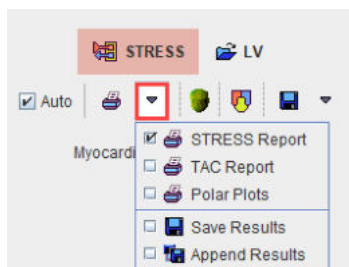 STRESS LV
Auto
Myocardi
STRESS Report
TAC Report
Polar Plots
Save Results
Append Results